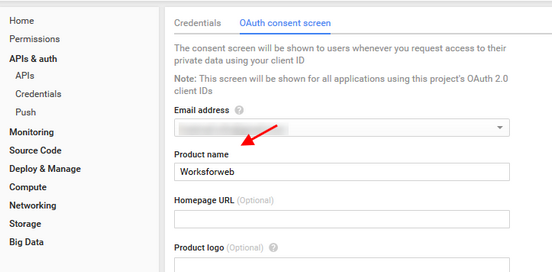 Home
Permissions
APIs & auth
APIs
Credentials
Push
Monitoring
Source Code
Deploy & Manage
Compute
Networking
Storage
Big Data
Credentials
OAuth consent screen
The consent screen will be shown to users whenever you request access to their
private data using your client ID
Note: This screen will be shown for all applications using this project's OAuth 2.0
client IDs
Email address ?
Product name
Worksforweb
Homepage URL (Optional)
Product logo (Optional) ?